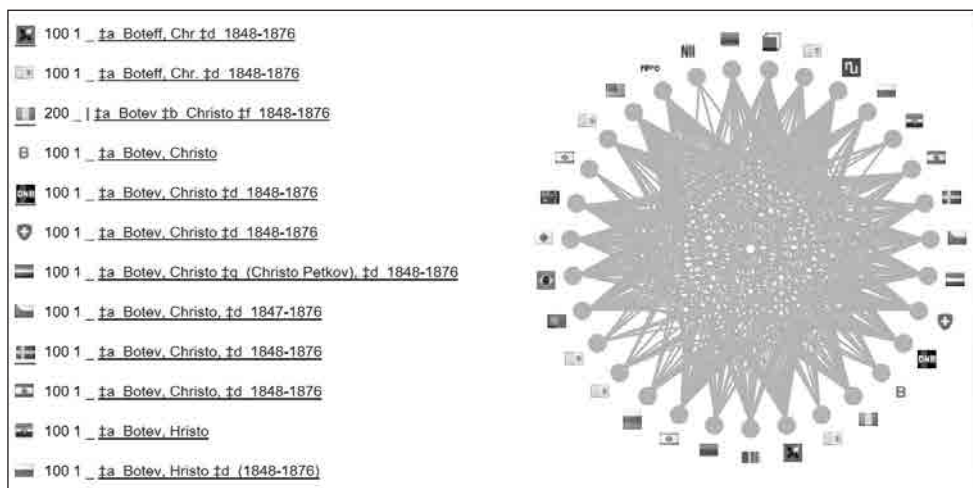 100 1 _ ‡a Boteff, Chr ‡d 1848-1876
100 1 _ ‡a Boteff, Chr. ‡d 1848-1876
200 _ | ‡a Botev ‡b Christo ‡f 1848-1876
B 100 1 _ ‡a Botev, Christo
DNB 100 1 _ ‡a Botev, Christo ‡d 1848-1876
100 1 _ ‡a Botev, Christo ‡d 1848-1876
100 1 _ ‡a Botev, Christo ‡q (Christo Petkov), ‡d 1848-1876
100 1 _ ‡a Botev, Christo, ‡d 1847-1876
100 1 _ ‡a Botev, Christo, ‡d 1848-1876
100 1 _ ‡a Botev, Christo, ‡d 1848-1876
100 1 _ ‡a Botev, Hristo
100 1 _ ‡a Botev, Hristo ‡d (1848-1876)
NII
DNB
B